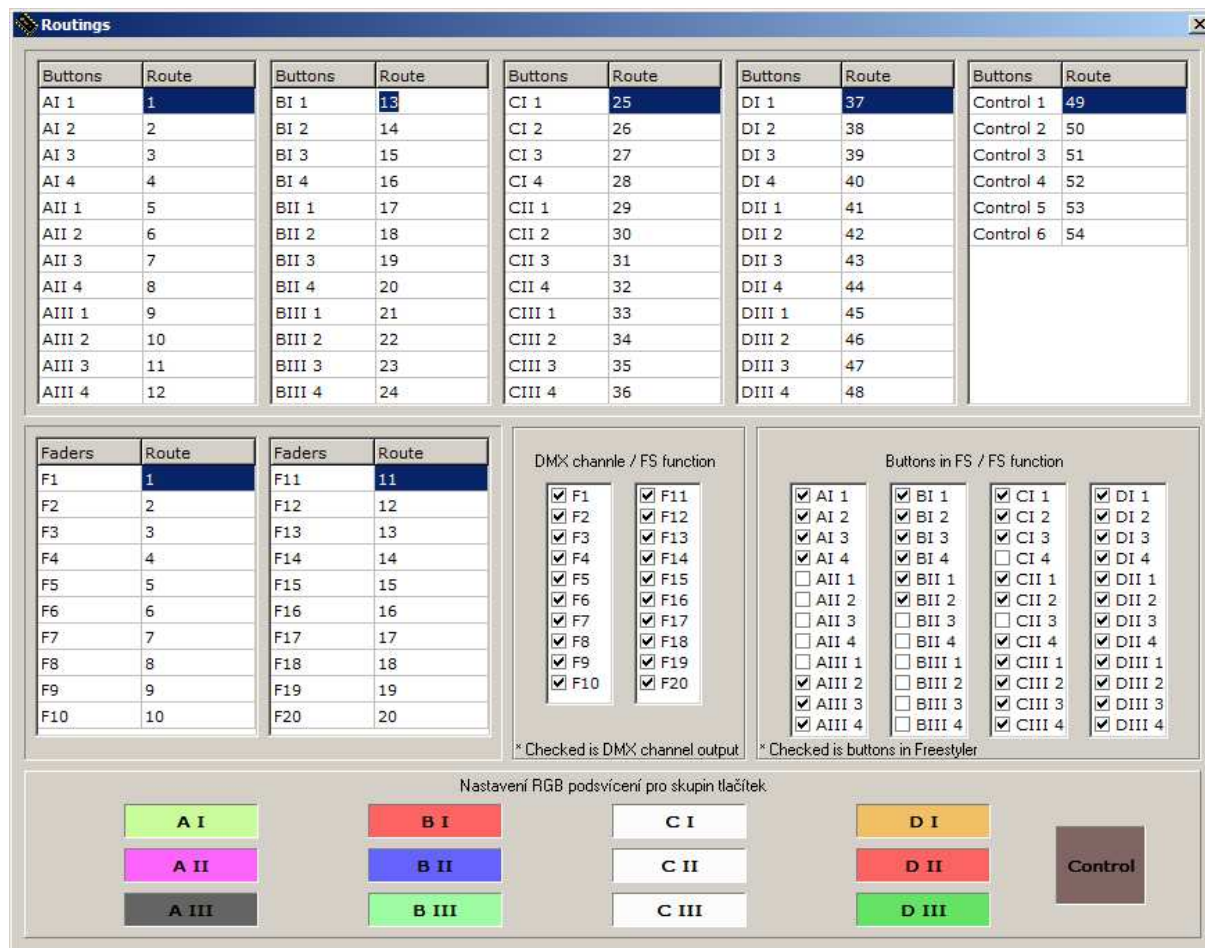 Routings
Buttons Route Buttons Route Buttons Route Buttons Route Buttons Route
AI 1 1 BI 1 13 CI 1 25 DI 1 37 Control 1 49
AI 2 2 BI 2 14 CI 2 26 DI 2 38 Control 2 50
AI 3 3 BI 3 15 CI 3 27 DI 3 39 Control 3 51
AI 4 4 BI 4 16 CI 4 28 DI 4 40 Control 4 52
AII 1 5 BII 1 17 CII 1 29 DII 1 41 Control 5 53
AII 2 6 BII 2 18 CII 2 30 DII 2 42 Control 6 54
AII 3 7 BII 3 19 CII 3 31 DII 3 43
AII 4 8 BII 4 20 CII 4 32 DII 4 44
AIII 1 9 BIII 1 21 CIII 1 33 DIII 1 45
AIII 2 10 BIII 2 22 CIII 2 34 DIII 2 46
AIII 3 11 BIII 3 23 CIII 3 35 DIII 3 47
AIII 4 12 BIII 4 24 CIII 4 36 DIII 4 48
Faders Route Faders Route
F1 1 F11 11
F2 2 F12 12
F3 3 F13 13
F4 4 F14 14
F5 5 F15 15
F6 6 F16 16
F7 7 F17 17
F8 8 F18 18
F9 9 F19 19
F10 10 F20 20
DMX channle / FS function
F1 F11
F2 F12
F3 F13
F4 F14
F5 F15
F6 F16
F7 F17
F8 F18
F9 F19
F10 F20
* Checked is DMX channel output
Buttons in FS / FS function
AI 1 BI 1 CI 1 DI 1
AI 2 BI 2 CI 2 DI 2
AI 3 BI 3 CI 3 DI 3
AI 4 BI 4 CI 4 DI 4
AII 1 BII 1 CII 1 DII 1
AII 2 BII 2 CII 2 DII 2
AII 3 BII 3 CII 3 DII 3
AII 4 BII 4 CII 4 DII 4
AIII 1 BIII 1 CIII 1 DIII 1
AIII 2 BIII 2 CIII 2 DIII 2
AIII 3 BIII 3 CIII 3 DIII 3
AIII 4 BIII 4 CIII 4 DIII 4
* Checked is buttons in Freestyler
Nastavení RGB podsvícení pro skupin tlačítek
A I B I C I D I
A II B II C II D II Control
A III B III C III D III